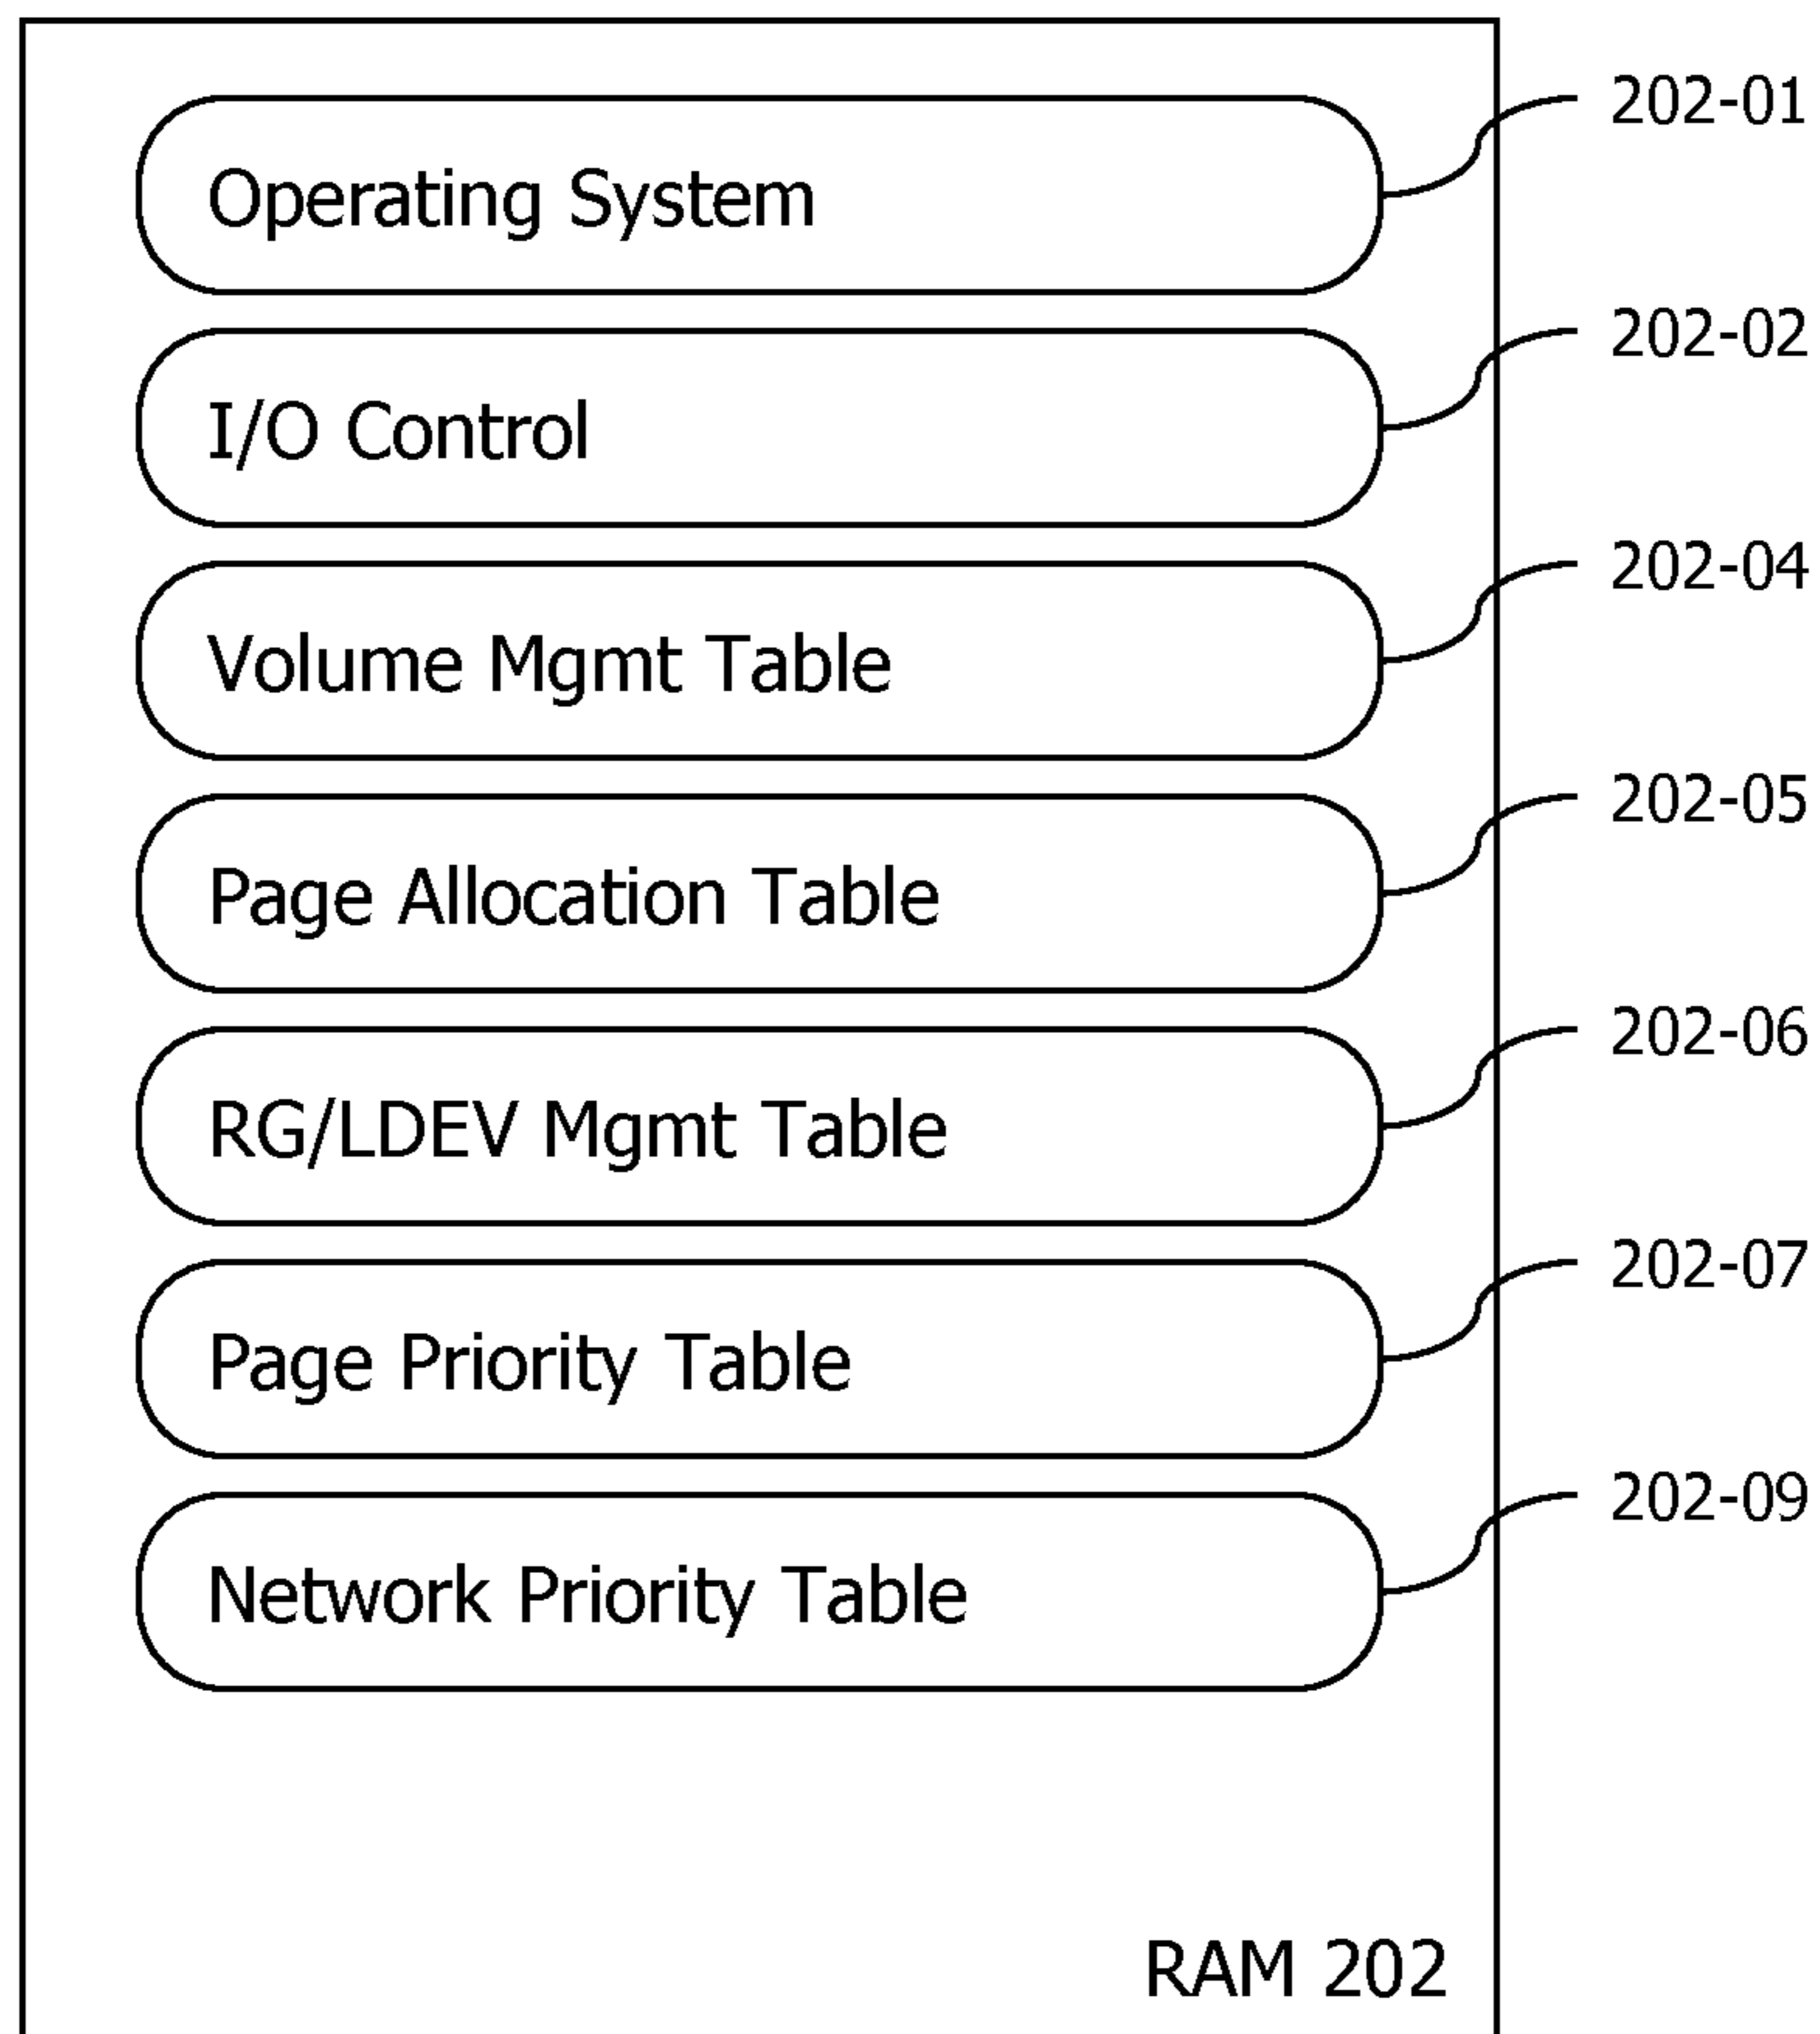 Operating System 202-01
I/O Control 202-02
Volume Mgmt Table 202-04
Page Allocation Table 202-05
RG/LDEV Mgmt Table 202-06
Page Priority Table 202-07
Network Priority Table 202-09
RAM 202